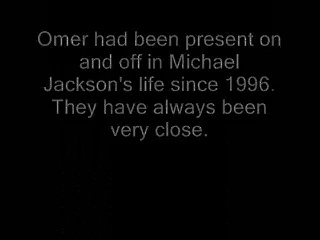 Omer had been present on
and off in Michael
Jackson's life since 1996.
They have always been
very close.